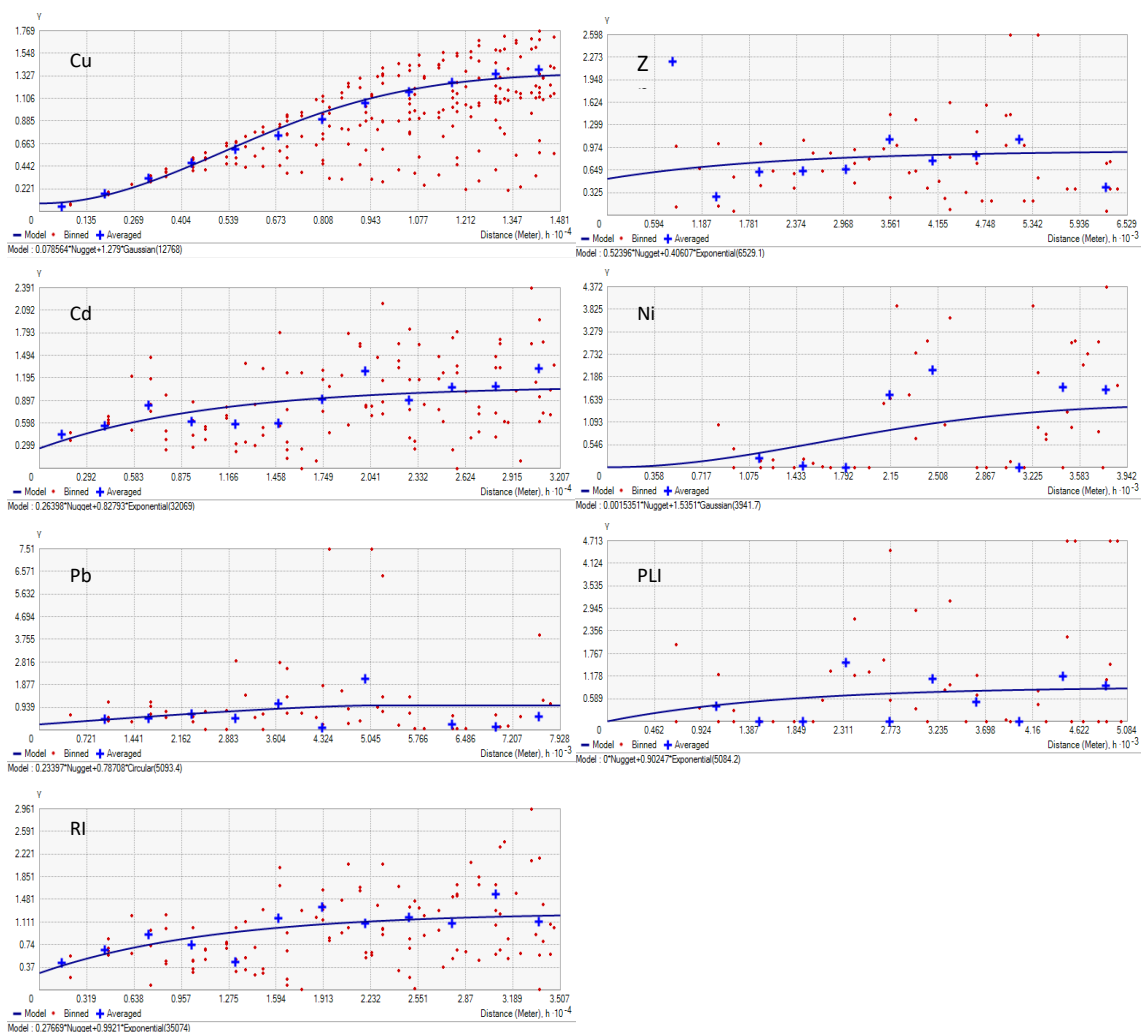 γ
1.769
Cu
1.548
1.327
1.106
0.885
0.663
0.442
0.221
0 0.135 0.269 0.404 0.539 0.673 0.808 0.943 1.077 1.212 1.347 1.481
Model Binned Averaged Distance (Meter), h ·10⁻⁴
Model : 0.078564*Nugget+1.279*Gaussian(12768)
γ
2.598
2.273
Z
1.948
1.624
1.299
0.974
0.649
0.325
0 0.594 1.187 1.781 2.374 2.968 3.561 4.155 4.748 5.342 5.936 6.529
Model Binned Averaged Distance (Meter), h ·10⁻³
Model : 0.52396*Nugget+0.40607*Exponential(6529.1)
γ
2.391
2.092
Cd
1.793
1.494
1.195
0.897
0.598
0.299
0 0.292 0.583 0.875 1.166 1.458 1.749 2.041 2.332 2.624 2.915 3.207
Model Binned Averaged Distance (Meter), h ·10⁻⁴
Model : 0.26398*Nugget+0.82793*Exponential(32069)
γ
4.372
3.825
Ni
3.279
2.732
2.186
1.639
1.093
0.546
0 0.358 0.717 1.075 1.433 1.792 2.15 2.508 2.867 3.225 3.583 3.942
Model Binned Averaged Distance (Meter), h ·10⁻³
Model : 0.0015351*Nugget+1.5351*Gaussian(3941.7)
γ
7.51
6.571
Pb
5.632
4.694
3.755
2.816
1.877
0.939
0 0.721 1.441 2.162 2.883 3.604 4.324 5.045 5.766 6.486 7.207 7.928
Model Binned Averaged Distance (Meter), h ·10⁻³
Model : 0.23397*Nugget+0.78708*Circular(5093.4)
γ
4.713
4.124
PLI
3.535
2.945
2.356
1.767
1.178
0.589
0 0.462 0.924 1.387 1.849 2.311 2.773 3.235 3.698 4.16 4.622 5.084
Model Binned Averaged Distance (Meter), h ·10⁻³
Model : 0*Nugget+0.90247*Exponential(5084.2)
γ
2.961
RI
2.591
2.221
1.851
1.481
1.111
0.74
0.37
0 0.319 0.638 0.957 1.275 1.594 1.913 2.232 2.551 2.87 3.189 3.507
Model Binned Averaged Distance (Meter), h ·10⁻⁴
Model : 0.27669*Nugget+0.9921*Exponential(35074)